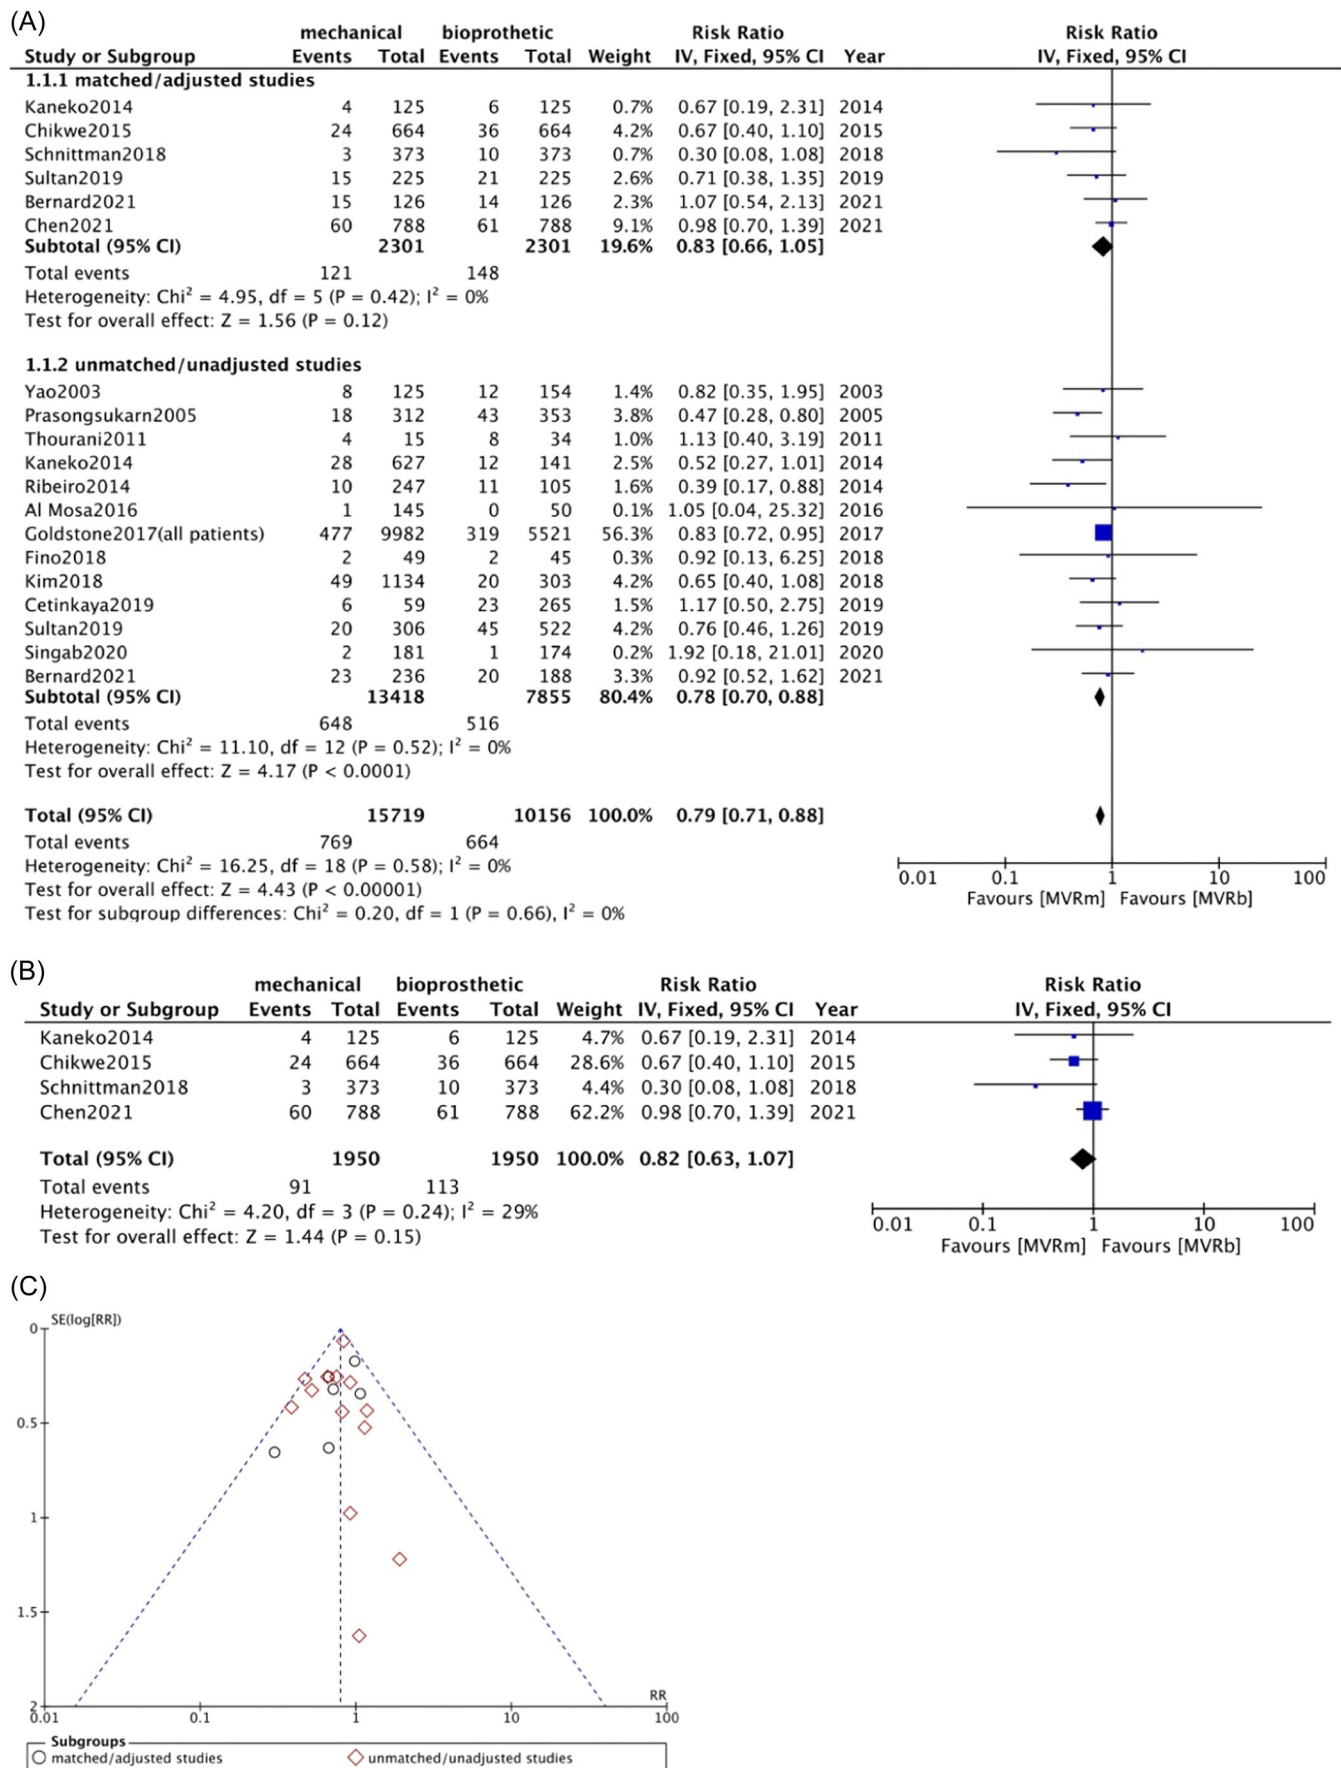 (A)
mechanical bioprothetic Risk Ratio Risk Ratio
Study or Subgroup Events Total Events Total Weight IV, Fixed, 95% CI Year IV, Fixed, 95% CI
1.1.1 matched/adjusted studies
Kaneko2014 4 125 6 125 0.7% 0.67 [0.19, 2.31] 2014
Chikwe2015 24 664 36 664 4.2% 0.67 [0.40, 1.10] 2015
Schnittman2018 3 373 10 373 0.7% 0.30 [0.08, 1.08] 2018
Sultan2019 15 225 21 225 2.6% 0.71 [0.38, 1.35] 2019
Bernard2021 15 126 14 126 2.3% 1.07 [0.54, 2.13] 2021
Chen2021 60 788 61 788 9.1% 0.98 [0.70, 1.39] 2021
Subtotal (95% CI) 2301 2301 19.6% 0.83 [0.66, 1.05]
Total events 121 148
Heterogeneity: Chi² = 4.95, df = 5 (P = 0.42); I² = 0%
Test for overall effect: Z = 1.56 (P = 0.12)
1.1.2 unmatched/unadjusted studies
Yao2003 8 125 12 154 1.4% 0.82 [0.35, 1.95] 2003
Prasongsukarn2005 18 312 43 353 3.8% 0.47 [0.28, 0.80] 2005
Thourani2011 4 15 8 34 1.0% 1.13 [0.40, 3.19] 2011
Kaneko2014 28 627 12 141 2.5% 0.52 [0.27, 1.01] 2014
Ribeiro2014 10 247 11 105 1.6% 0.39 [0.17, 0.88] 2014
Al Mosa2016 1 145 0 50 0.1% 1.05 [0.04, 25.32] 2016
Goldstone2017(all patients) 477 9982 319 5521 56.3% 0.83 [0.72, 0.95] 2017
Fino2018 2 49 2 45 0.3% 0.92 [0.13, 6.25] 2018
Kim2018 49 1134 20 303 4.2% 0.65 [0.40, 1.08] 2018
Cetinkaya2019 6 59 23 265 1.5% 1.17 [0.50, 2.75] 2019
Sultan2019 20 306 45 522 4.2% 0.76 [0.46, 1.26] 2019
Singab2020 2 181 1 174 0.2% 1.92 [0.18, 21.01] 2020
Bernard2021 23 236 20 188 3.3% 0.92 [0.52, 1.62] 2021
Subtotal (95% CI) 13418 7855 80.4% 0.78 [0.70, 0.88]
Total events 648 516
Heterogeneity: Chi² = 11.10, df = 12 (P = 0.52); I² = 0%
Test for overall effect: Z = 4.17 (P < 0.0001)
Total (95% CI) 15719 10156 100.0% 0.79 [0.71, 0.88]
Total events 769 664
Heterogeneity: Chi² = 16.25, df = 18 (P = 0.58); I² = 0%
Test for overall effect: Z = 4.43 (P < 0.00001)
Test for subgroup differences: Chi² = 0.20, df = 1 (P = 0.66), I² = 0%
0.01 0.1 1 10 100
Favours [MVRm] Favours [MVRb]
(B)
mechanical bioprosthetic Risk Ratio Risk Ratio
Study or Subgroup Events Total Events Total Weight IV, Fixed, 95% CI Year IV, Fixed, 95% CI
Kaneko2014 4 125 6 125 4.7% 0.67 [0.19, 2.31] 2014
Chikwe2015 24 664 36 664 28.6% 0.67 [0.40, 1.10] 2015
Schnittman2018 3 373 10 373 4.4% 0.30 [0.08, 1.08] 2018
Chen2021 60 788 61 788 62.2% 0.98 [0.70, 1.39] 2021
Total (95% CI) 1950 1950 100.0% 0.82 [0.63, 1.07]
Total events 91 113
Heterogeneity: Chi² = 4.20, df = 3 (P = 0.24); I² = 29%
Test for overall effect: Z = 1.44 (P = 0.15)
0.01 0.1 1 10 100
Favours [MVRm] Favours [MVRb]
(C)
SE(log[RR])
0
0.5
1
1.5
2
RR
0.01 0.1 1 10 100
Subgroups
matched/adjusted studies unmatched/unadjusted studies